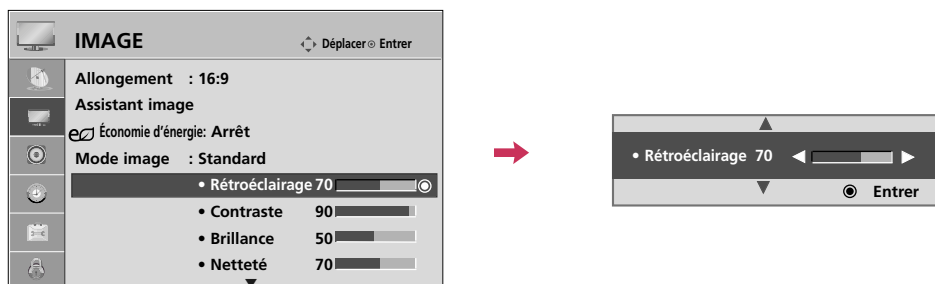 IMAGE
Déplacer Entrer
Allongement : 16:9
Assistant image
Économie d'énergie: Arrêt
Mode image : Standard
• Rétroéclairage 70
• Contraste 90
• Brillance 50
• Netteté 70
• Rétroéclairage 70
Entrer